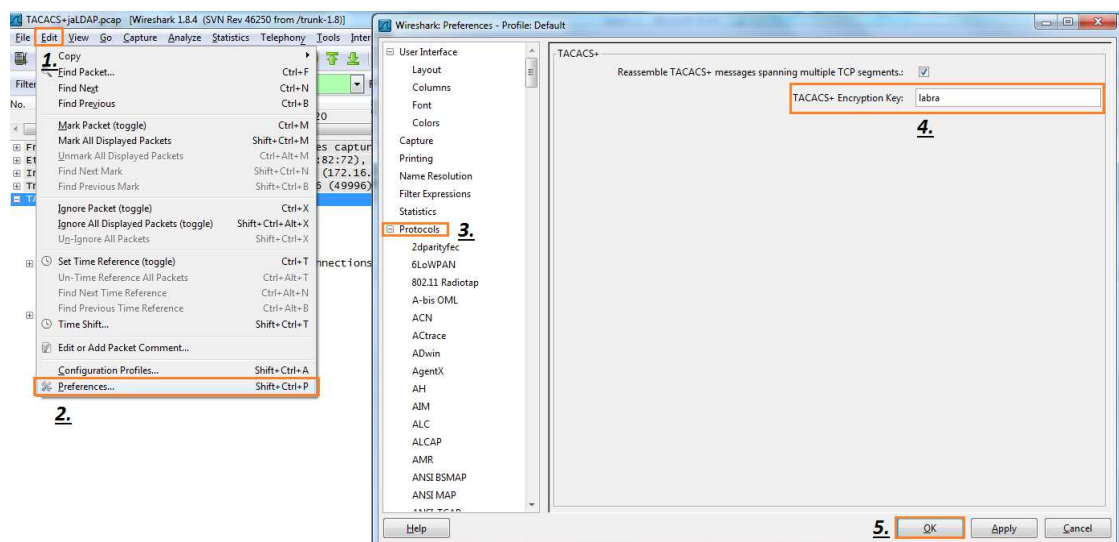 TACACS+jaLDAP.pcap [Wireshark 1.8.4 (SVN Rev 46250 from /trunk-1.8)]
File Edit View Go Capture Analyze Statistics Telephony Tools Inter
1.
Filter
No.
20
Copy
Find Packet... Ctrl+F
Find Next Ctrl+N
Find Previous Ctrl+B
Mark Packet (toggle) Ctrl+M
Mark All Displayed Packets Shift+Ctrl+M
Unmark All Displayed Packets Ctrl+Alt+M
Find Next Mark Shift+Ctrl+N
Find Previous Mark Shift+Ctrl+B
Ignore Packet (toggle) Ctrl+X
Ignore All Displayed Packets (toggle) Shift+Ctrl+Alt+X
Un-Ignore All Packets Shift+Ctrl+X
Set Time Reference (toggle) Ctrl+T
Un-Time Reference All Packets Ctrl+Alt+T
Find Next Time Reference Ctrl+Alt+N
Find Previous Time Reference Ctrl+Alt+B
Time Shift... Shift+Ctrl+T
Edit or Add Packet Comment...
Configuration Profiles... Shift+Ctrl+A
Preferences... Shift+Ctrl+P
2.
Fr
Et
In
Tr
TA
es captur
:82:72),
(172.16.
5 (49996)
nnections
Wireshark: Preferences - Profile: Default
User Interface
Layout
Columns
Font
Colors
Capture
Printing
Name Resolution
Filter Expressions
Statistics
Protocols 3.
2dparityfec
6LoWPAN
802.11 Radiotap
A-bis OML
ACN
ACtrace
ADwin
AgentX
AH
AIM
ALC
ALCAP
AMR
ANSI BSMAP
ANSI MAP
ANSI TCAP
TACACS+
Reassemble TACACS+ messages spanning multiple TCP segments.:
TACACS+ Encryption Key: labra
4.
Help
5. OK Apply Cancel